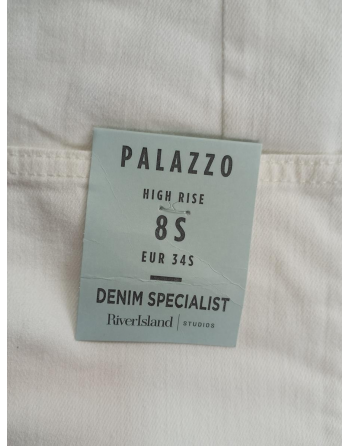 PALAZZO
HIGH RISE
8S
EUR 34S
DENIM SPECIALIST
RiverIsland | STUDIOS